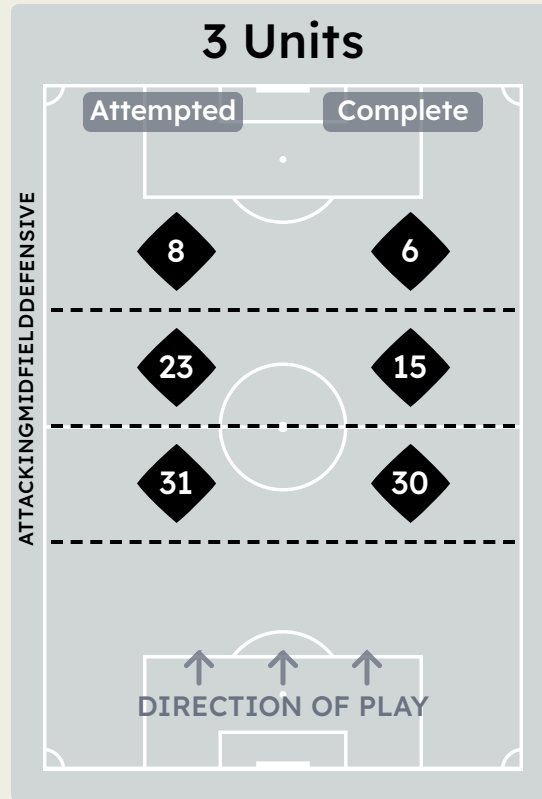 3 Units
Attempted Complete
ATTACKINGMIDFIELDDEFENSIVE
8 6
23 15
31 30
DIRECTION OF PLAY